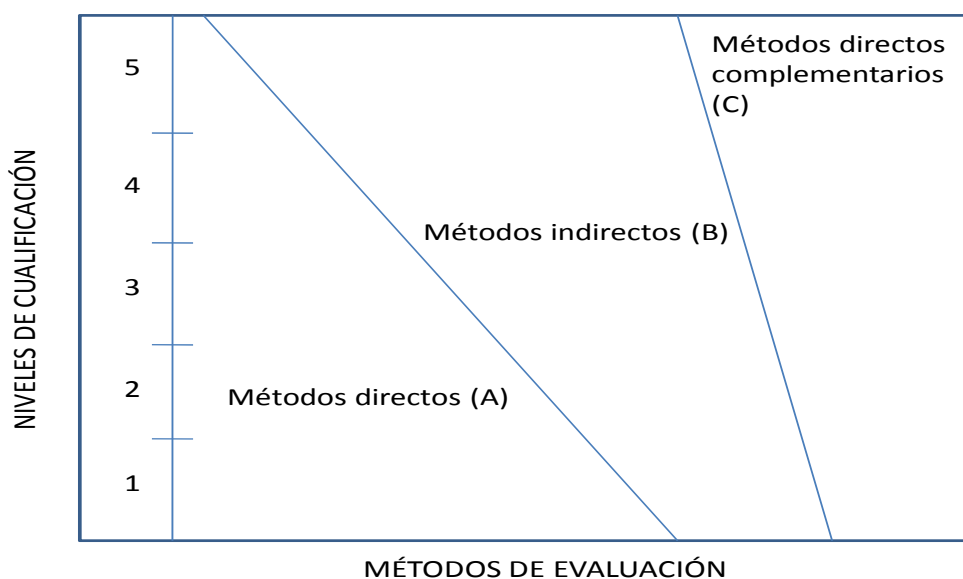 NIVELES DE CUALIFICACIÓN
5
4
3
2
1
Métodos directos
complementarios
(C)
Métodos indirectos (B)
Métodos directos (A)
MÉTODOS DE EVALUACIÓN